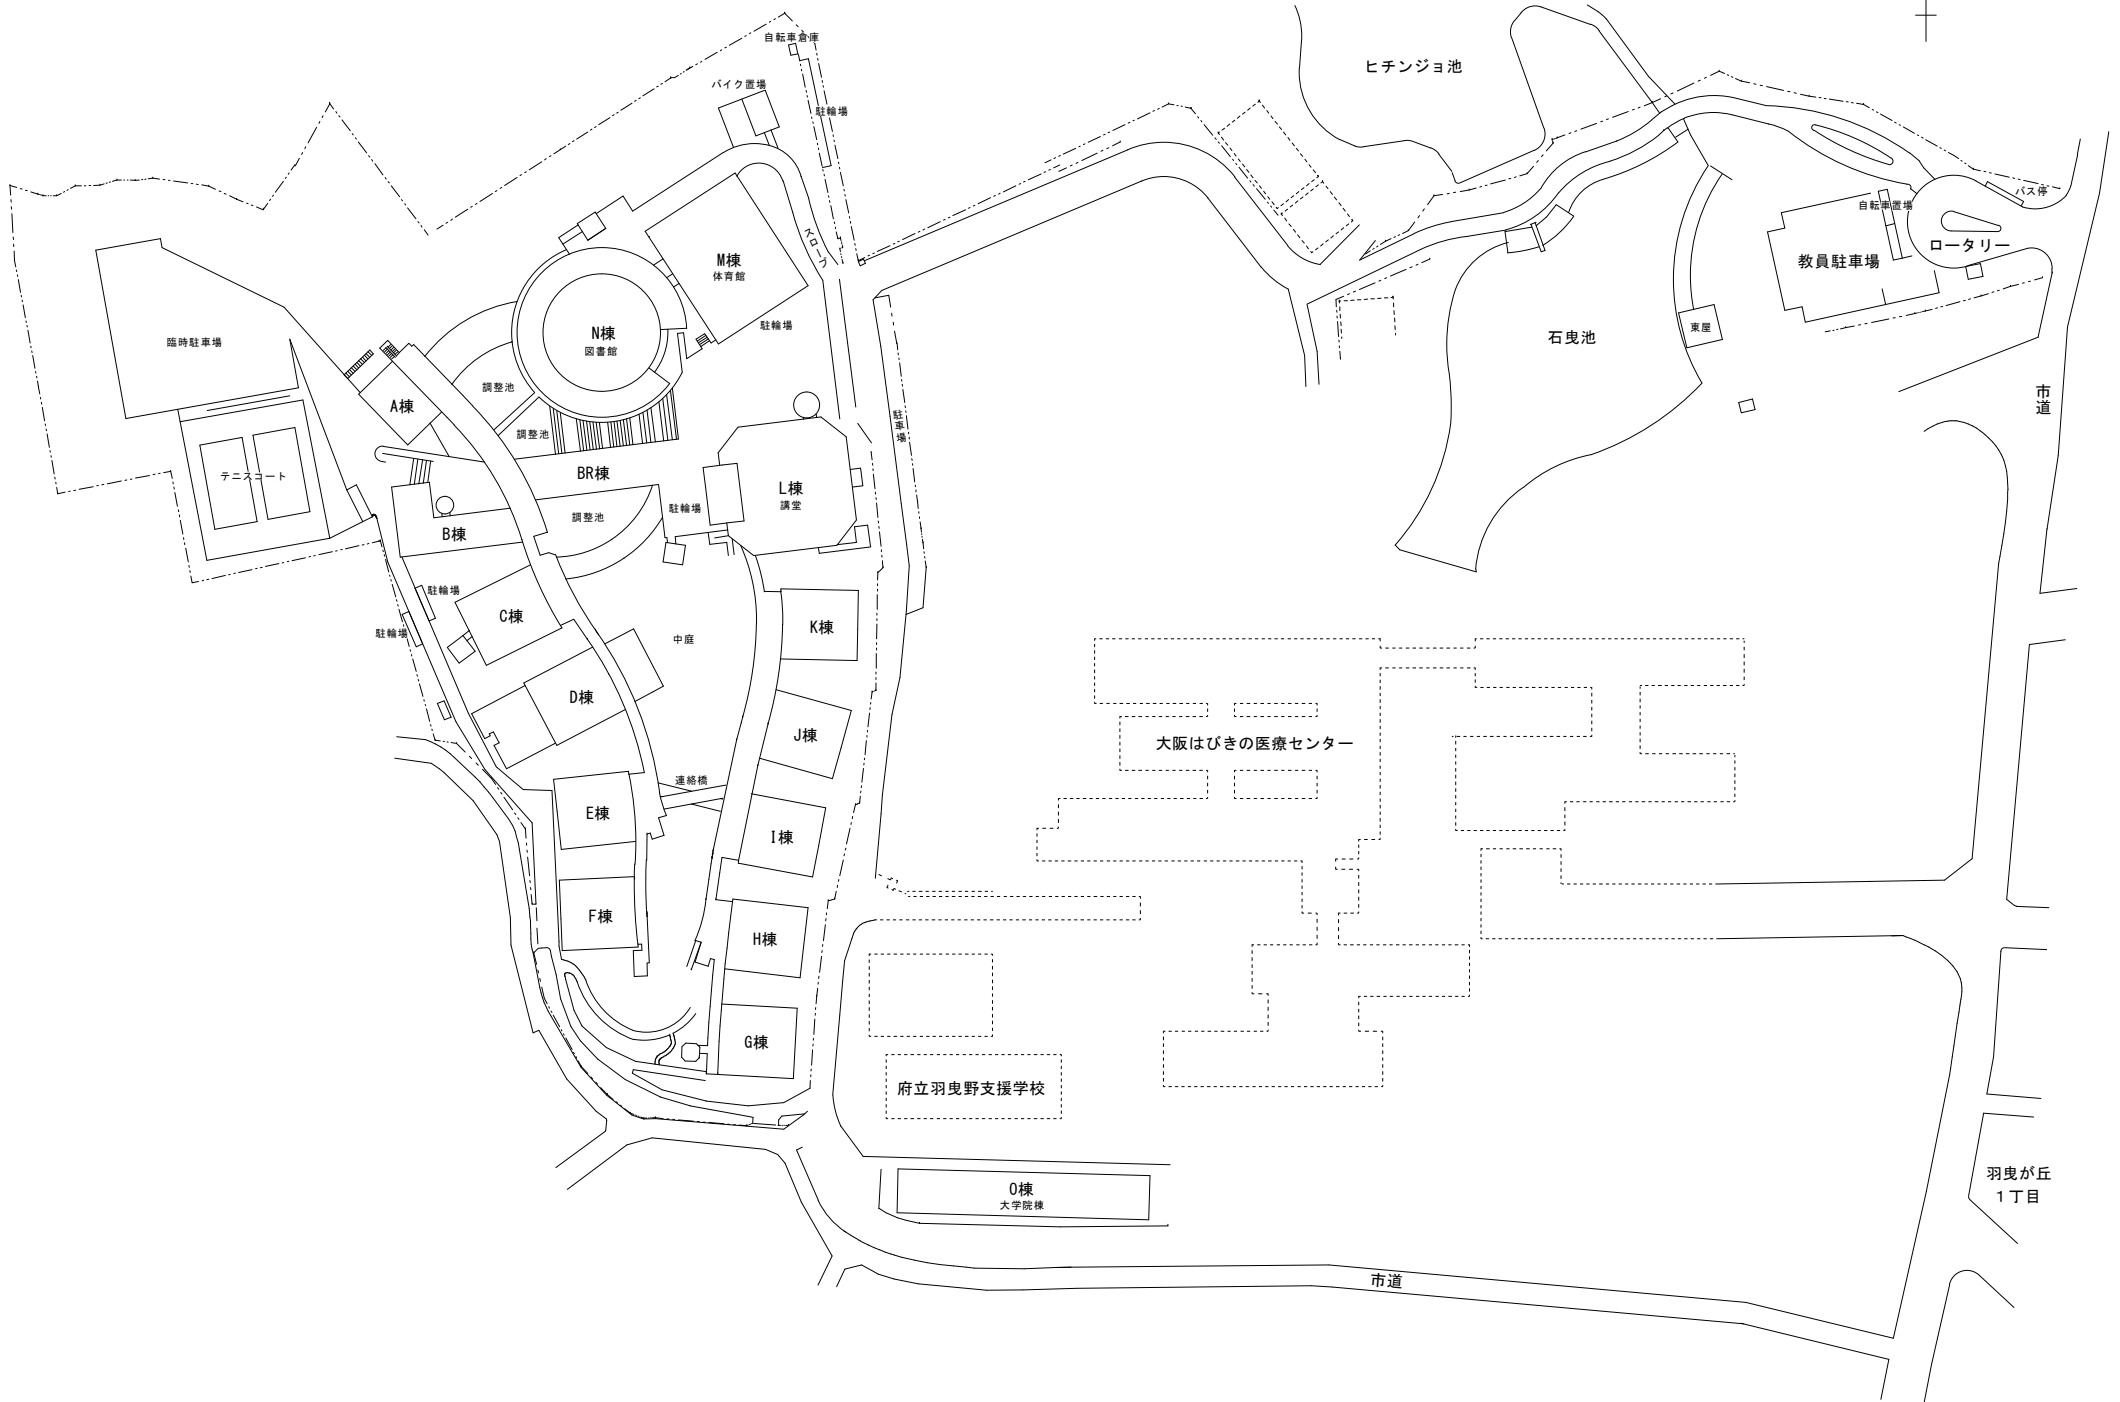 自転車倉庫
ヒチンジョ池
バイク置場
駐輪場
バス停
自転車置場
スロープ
ロータリー
M棟
体育館
教員駐車場
駐輪場
東屋
N棟
図書館
石曳池
臨時駐車場
調整池
市道
A棟
駐車場
調整池
テニスコート
BR棟
L棟
講堂
駐輪場
調整池
B棟
駐輪場
C棟
K棟
駐輪場
中庭
D棟
J棟
大阪はびきの医療センター
連絡橋
E棟
I棟
F棟
H棟
G棟
府立羽曳野支援学校
羽曳が丘
１丁目
O棟
大学院棟
市道